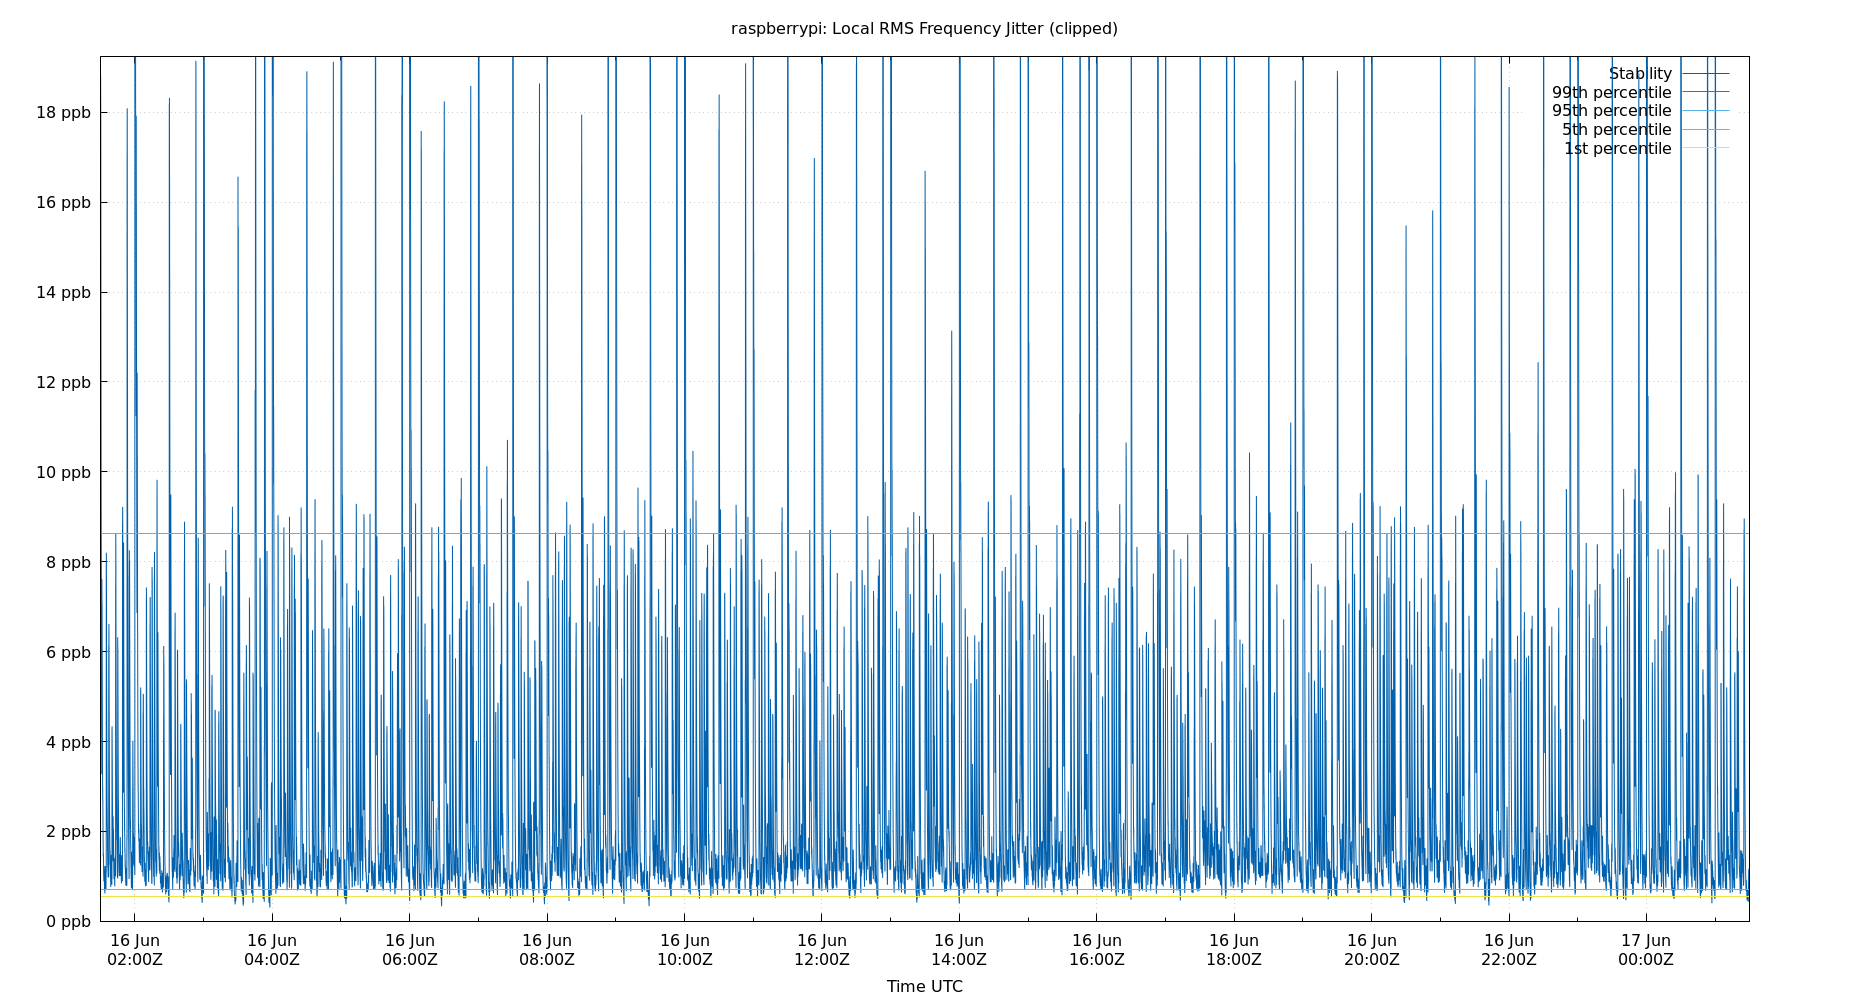 raspberrypi: Local RMS Frequency Jitter (clipped)
Stability
99th percentile
95th percentile
5th percentile
1st percentile
18 ppb
16 ppb
14 ppb
12 ppb
10 ppb
8 ppb
6 ppb
4 ppb
2 ppb
0 ppb
16 Jun 16 Jun 16 Jun 16 Jun 16 Jun 16 Jun 16 Jun 16 Jun 16 Jun 16 Jun 16 Jun 17 Jun
02:00Z 04:00Z 06:00Z 08:00Z 10:00Z 12:00Z 14:00Z 16:00Z 18:00Z 20:00Z 22:00Z 00:00Z
Time UTC